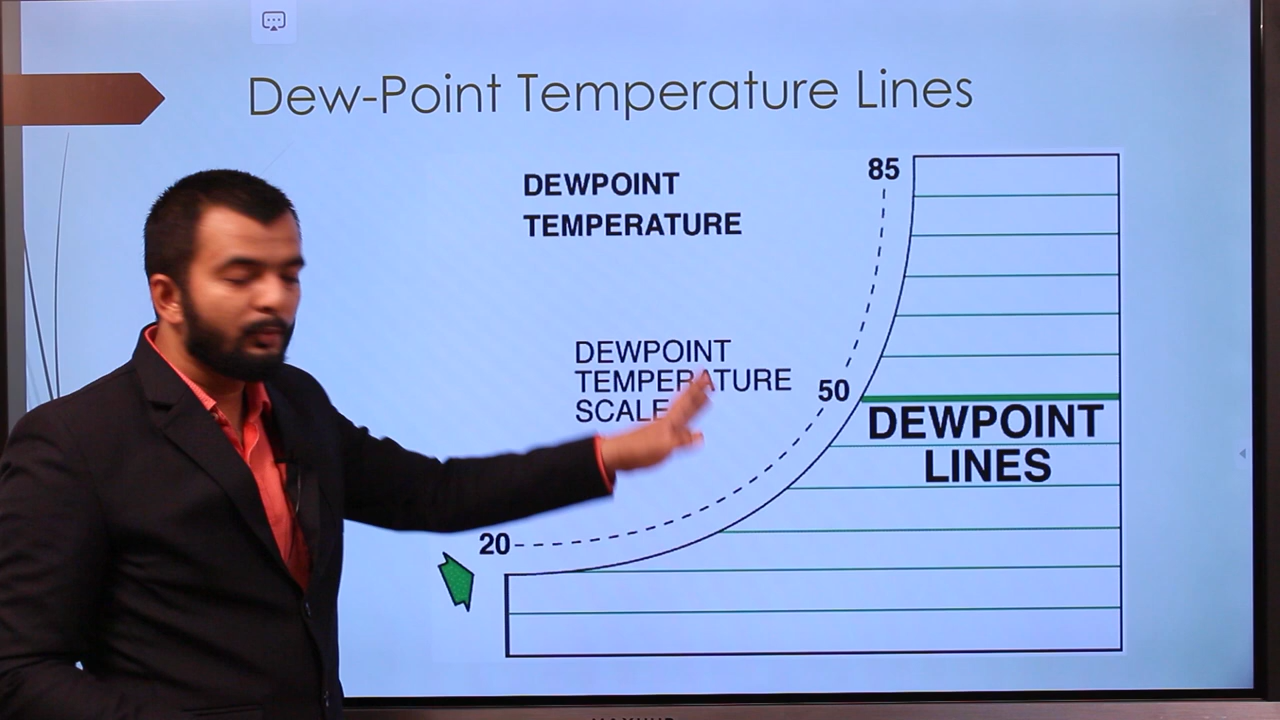 Dew-Point Temperature Lines
DEWPOINT
TEMPERATURE
85
DEWPOINT
TEMPERATURE
SCALE
50
DEWPOINT
LINES
20